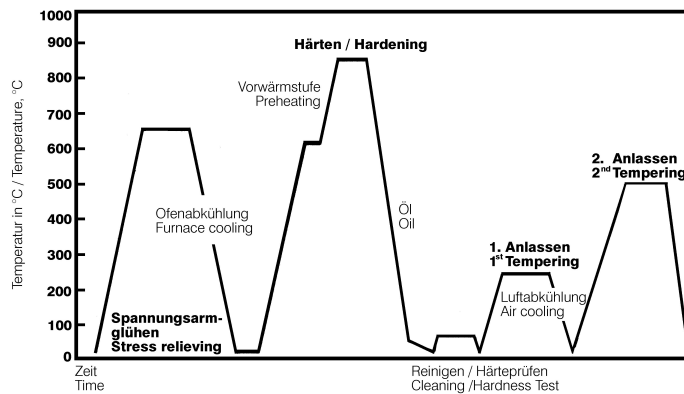 Temperatur in °C / Temperature, °C
1000
900
800
700
600
500
400
300
200
100
0
Härten / Hardening
Vorwärmstufe
Preheating
Ofenabkühlung
Furnace cooling
Spannungsarm-
glühen
Stress relieving
Öl
Oil
1. Anlassen
1st Tempering
Luftabkühlung
Air cooling
2. Anlassen
2nd Tempering
Zeit
Time
Reinigen / Härteprüfen
Cleaning /Hardness Test